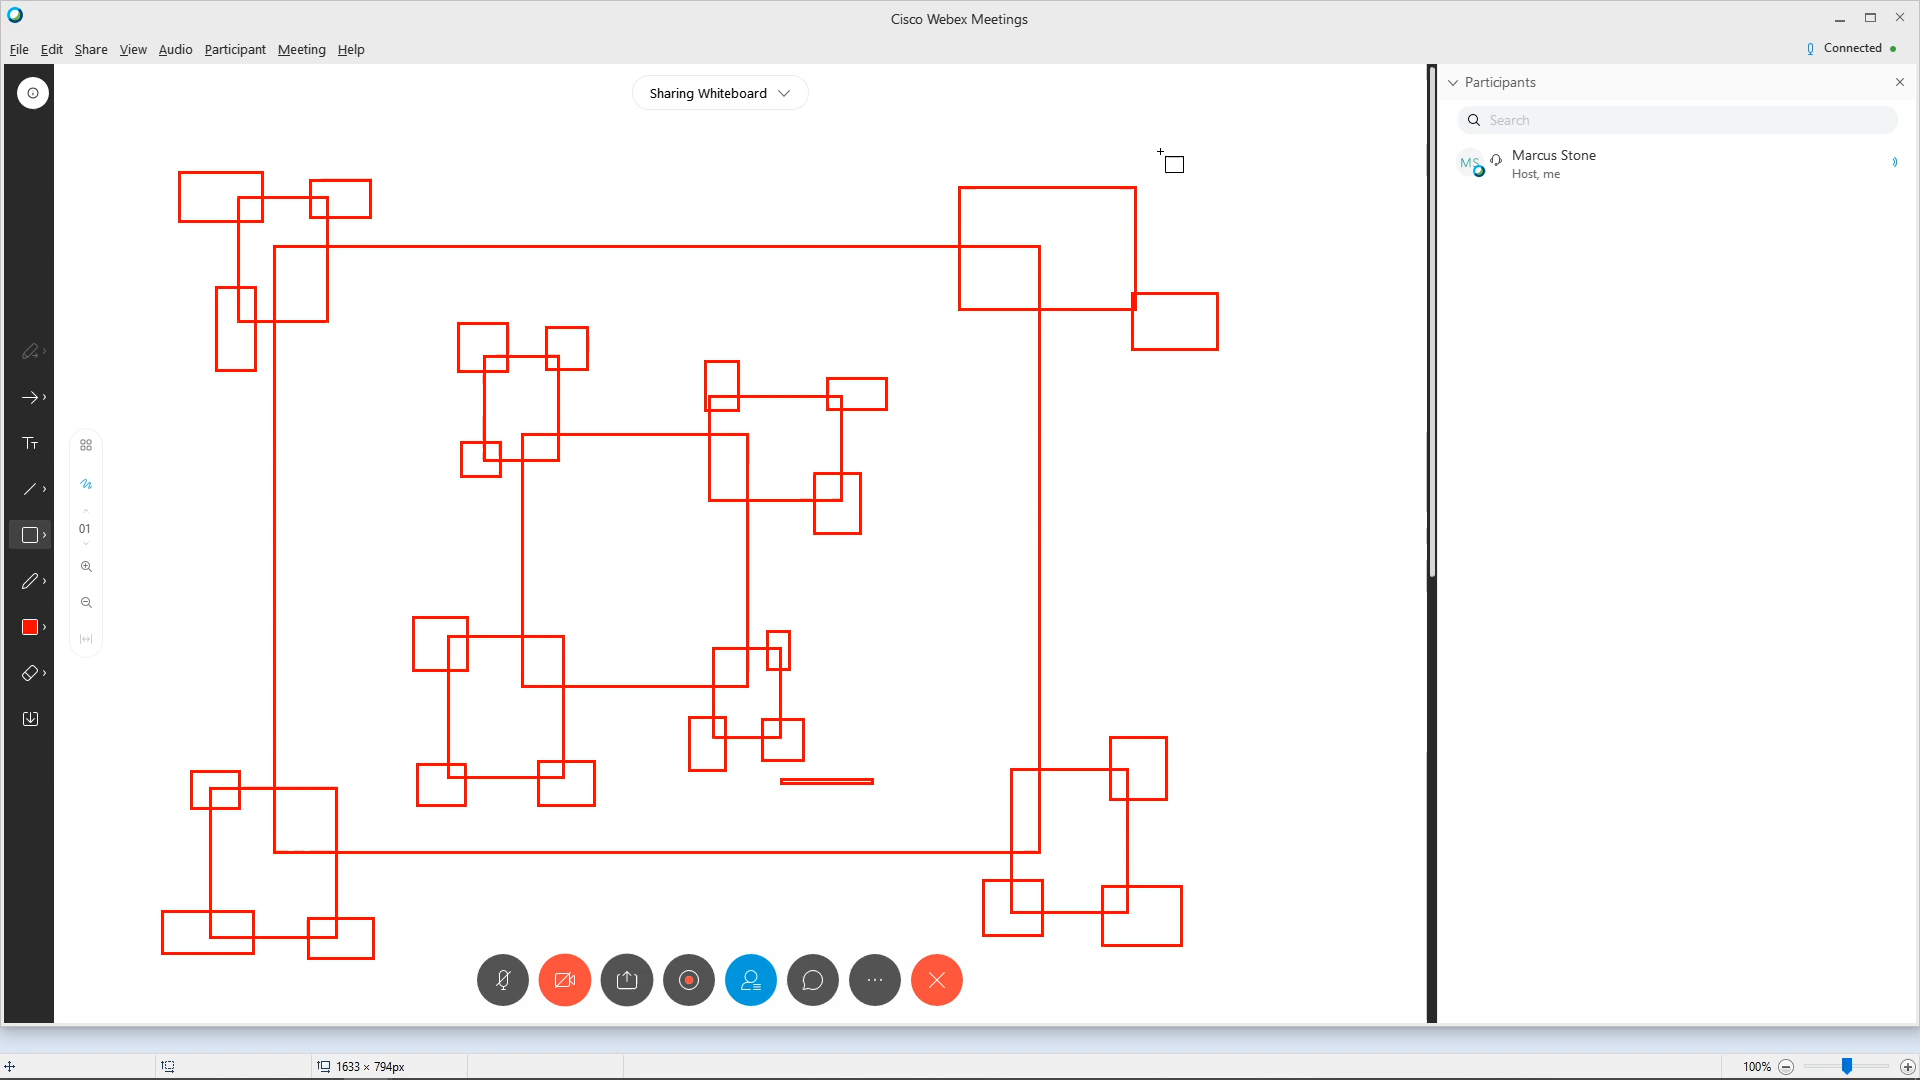 Cisco Webex Meetings
File Edit Share View Audio Participant Meeting Help
Connected
Sharing Whiteboard
Participants
Search
MS
Marcus Stone
Host, me
01
1633 × 794px
100%